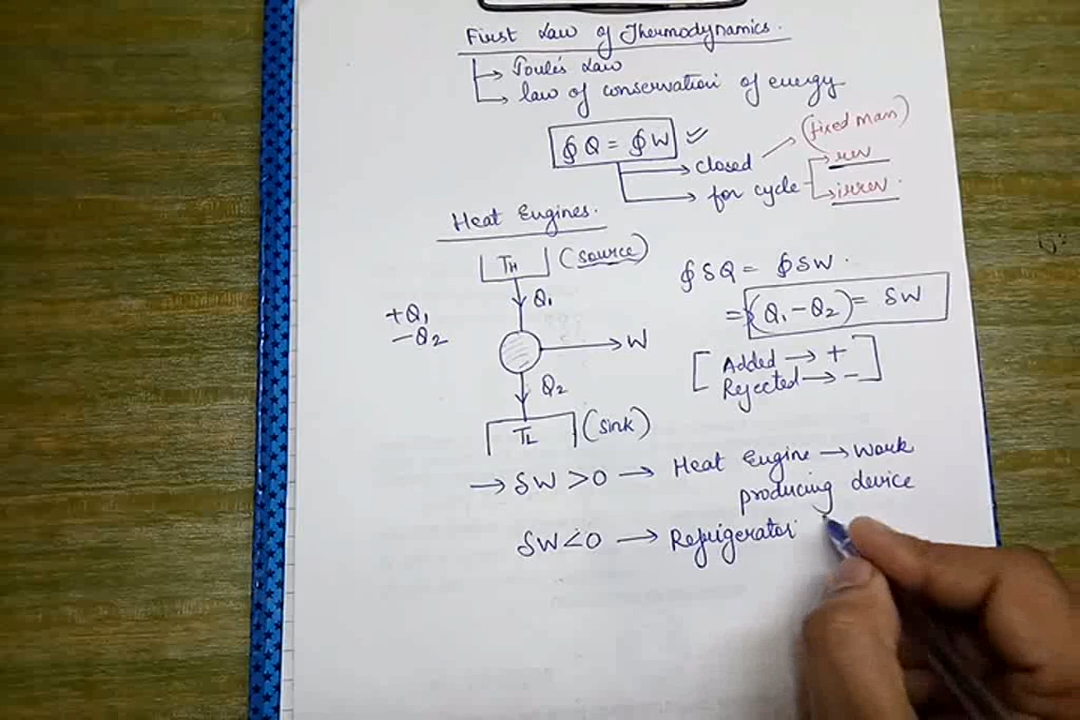 First Law of Thermodynamics.
→ Joule's Law
→ law of conservation of energy
∮Q = ∮W
→ closed → (fixed mass)
→ for cycle → rev
→ irrev.
Heat Engines.
TH (source)
Q1
+Q1
-Q2
→ W
Q2
TL (sink)
∮δQ = ∮δW.
= (Q1 - Q2) = δW
[Added → +
Rejected → -]
→ δW > 0 → Heat Engine → Work
producing device
δW < 0 → Refrigerator